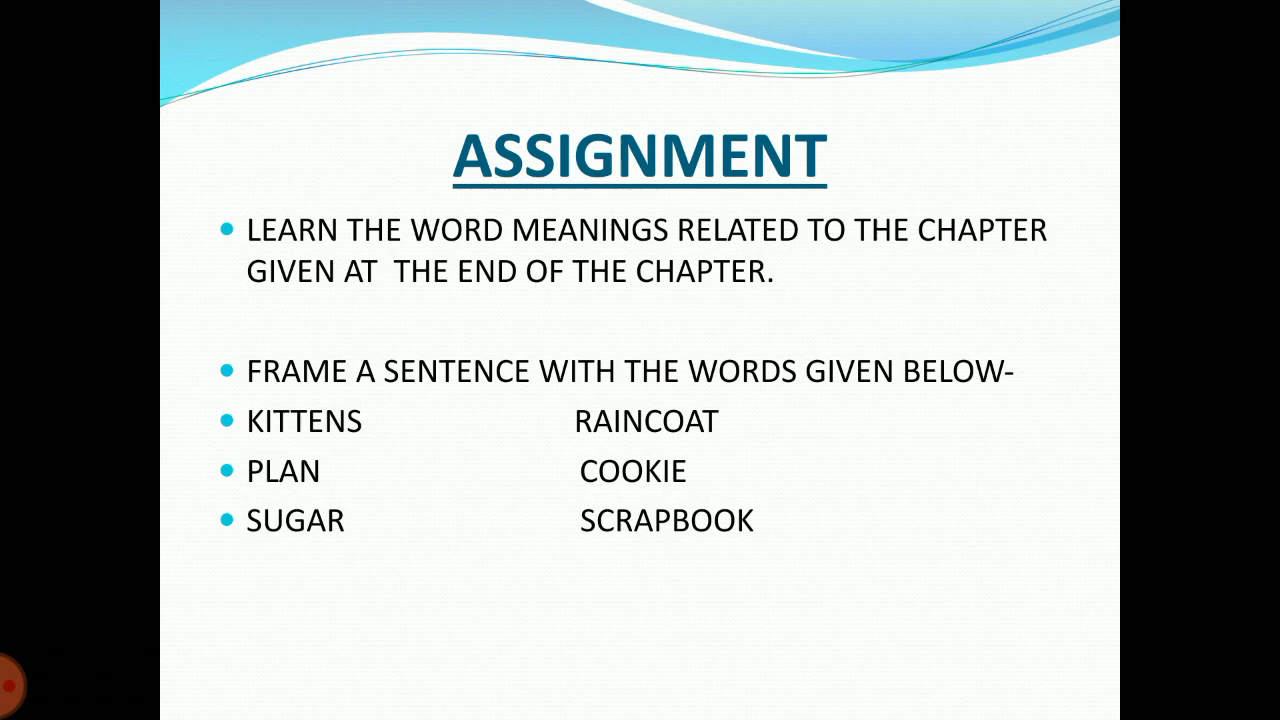 ASSIGNMENT
LEARN THE WORD MEANINGS RELATED TO THE CHAPTER
GIVEN AT  THE END OF THE CHAPTER.
FRAME A SENTENCE WITH THE WORDS GIVEN BELOW-
KITTENS RAINCOAT
PLAN COOKIE
SUGAR SCRAPBOOK